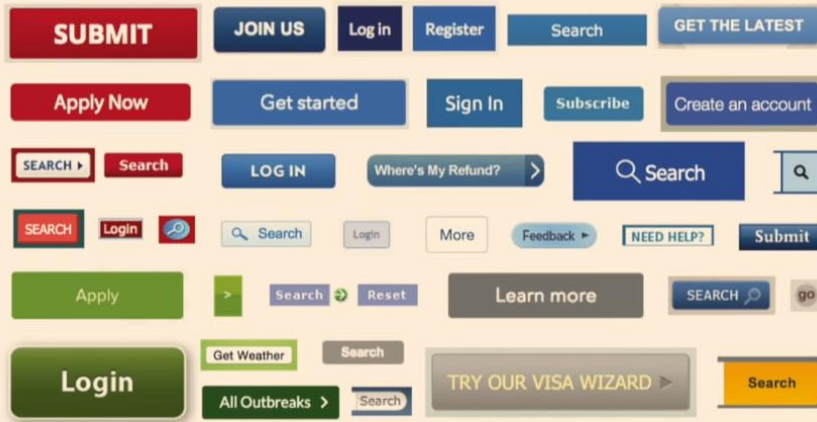 SUBMIT
JOIN US
Log in
Register
Search
GET THE LATEST
Apply Now
Get started
Sign In
Subscribe
Create an account
SEARCH
Search
LOG IN
Where's My Refund?
Search
SEARCH
Login
Search
Login
More
Feedback
NEED HELP?
Submit
Apply
>
Search
Reset
Learn more
SEARCH
go
Login
Get Weather
Search
TRY OUR VISA WIZARD
Search
All Outbreaks >
Search